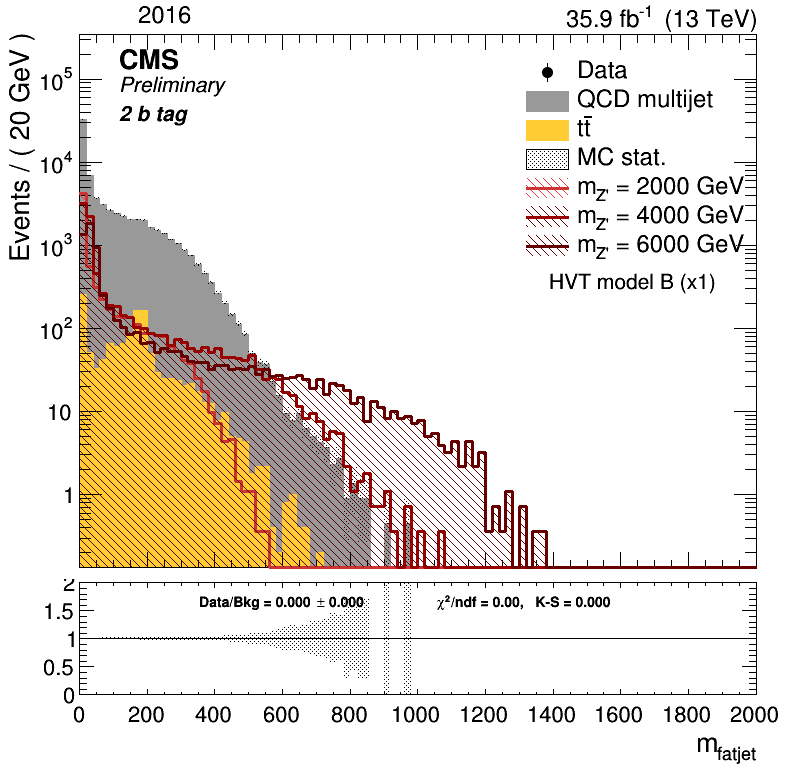 2016 35.9 fb⁻¹ (13 TeV)
CMS
Preliminary
2 b tag
Data
QCD multijet
tt̄
MC stat.
m_Z' = 2000 GeV
m_Z' = 4000 GeV
m_Z' = 6000 GeV
HVT model B (x1)
Events / ( 20 GeV )
10⁵
10⁴
10³
10²
10
1
Data/Bkg = 0.000 ± 0.000 χ²/ndf = 0.00, K-S = 0.000
2
1.5
1
0.5
0
0 200 400 600 800 1000 1200 1400 1600 1800 2000
m_fatjet